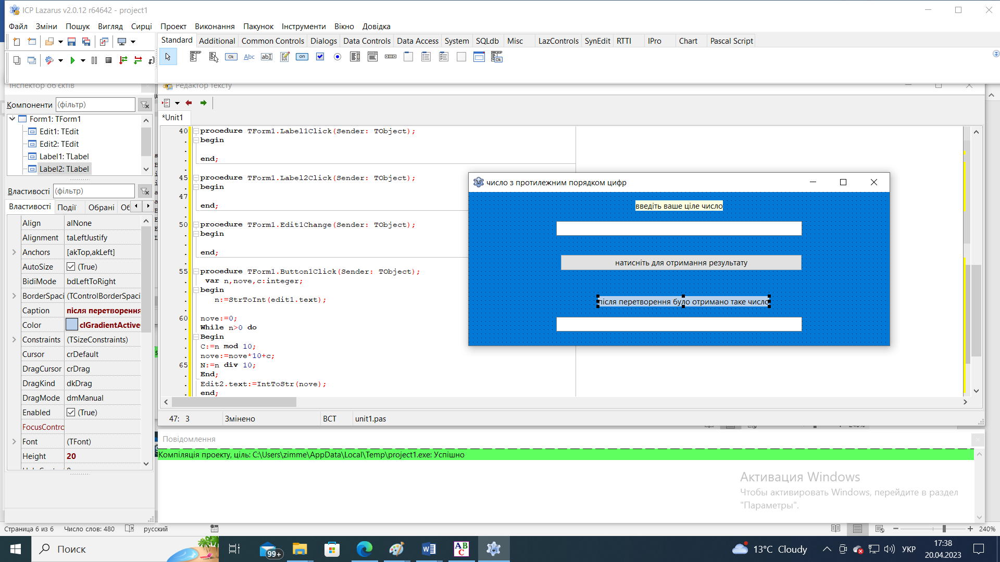 ІСР Lazarus v2.0.12 r64642 - project1
Файл Зміни Пошук Вигляд Сирці Проект Виконання Пакунок Інструменти Вікно Довідка
Standard Additional Common Controls Dialogs Data Controls Data Access System SQLdb Misc LazControls SynEdit RTTI IPro Chart Pascal Script
Ok Abc abI on Ok
Інспектор об'єктів
Редактор тексту
Компоненти (фільтр)
*Unit1
Form1: TForm1
Edit1: TEdit
Edit2: TEdit
Label1: TLabel
Label2: TLabel
Властивості (фільтр)
Властивості Події Обрані Об
Align alNone
Alignment taLeftJustify
Anchors [akTop,akLeft]
AutoSize (True)
BidiMode bdLeftToRight
BorderSpaci (TControlBorderSpaci
Caption після перетворення
Color clGradientActive
Constraints (TSizeConstraints)
Cursor crDefault
DragCursor crDrag
DragKind dkDrag
DragMode dmManual
Enabled (True)
FocusContro
Font (TFont)
Height 20
40 procedure TForm1.Label1Click(Sender: TObject);
. begin
.
. end;
.
45 procedure TForm1.Label2Click(Sender: TObject);
. begin
47
. end;
.
50 procedure TForm1.Edit1Change(Sender: TObject);
. begin
.
. end;
.
55 procedure TForm1.Button1Click(Sender: TObject);
. var n,nove,c:integer;
. begin
. n:=StrToInt(edit1.text);
.
60 nove:=0;
. While n>0 do
. Begin
. C:=n mod 10;
. nove:=nove*10+c;
65 N:=n div 10;
. End;
. Edit2.text:=IntToStr(nove);
. end;
число з протилежним порядком цифр
введіть ваше ціле число
натисніть для отримання результату
після перетворення було отримано таке число
47: 3 Змінено ВСТ unit1.pas
Повідомлення
Компіляція проекту, ціль: C:\Users\zimme\AppData\Local\Temp\project1.exe: Успішно
Активация Windows
Чтобы активировать Windows, перейдите в раздел
"Параметры".
Страница 6 из 6 Число слов: 480 русский 240%
Поиск 99+ W ABC 13°C Cloudy УКР 17:38
20.04.2023